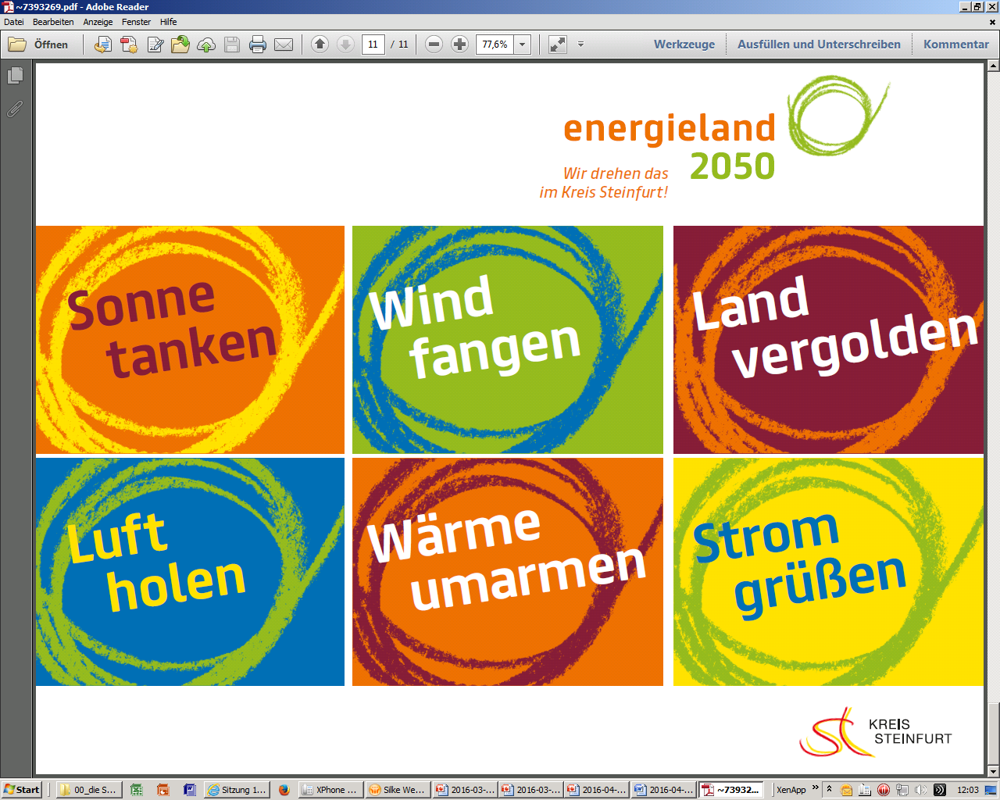 ~7393269.pdf - Adobe Reader
Datei Bearbeiten Anzeige Fenster Hilfe
Öffnen 11 / 11 77,6% Werkzeuge Ausfüllen und Unterschreiben Kommentar
energieland
2050
Wir drehen das
im Kreis Steinfurt!
Sonne
tanken
Wind
fangen
Land
vergolden
Luft
holen
Wärme
umarmen
Strom
grüßen
KREIS
STEINFURT
Start 00_die S... Sitzung 1... XPhone ... Silke We... 2016-03-... 2016-03-... 2016-04-... 2016-04-... ~73932... XenApp 12:03